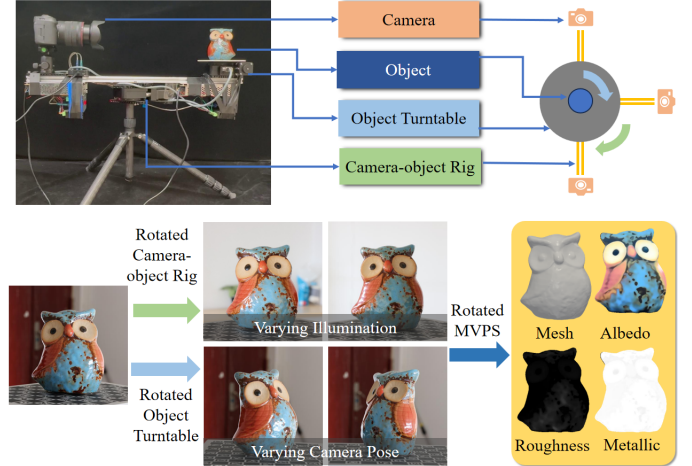 Camera
Object
Object Turntable
Camera-object Rig
Rotated
Camera-
object Rig
Varying Illumination
Rotated
Object
Turntable
Varying Camera Pose
Rotated
MVPS
Mesh Albedo
Roughness Metallic